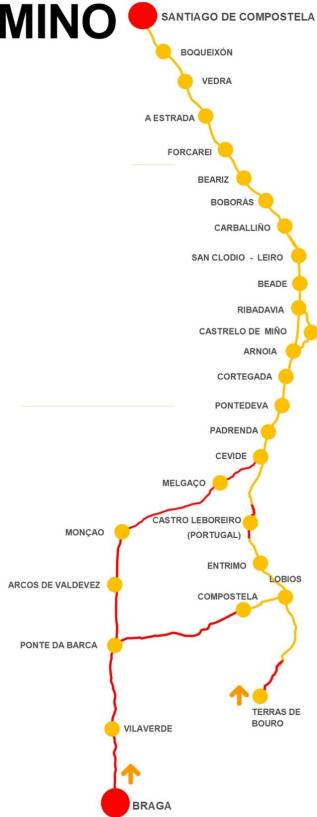 MINO
SANTIAGO DE COMPOSTELA
BOQUEIXÓN
VEDRA
A ESTRADA
FORCAREI
BEARIZ
BOBORÁS
CARBALLIÑO
SAN CLODIO - LEIRO
BEADE
RIBADAVIA
CASTRELO DE MIÑO
ARNOIA
CORTEGADA
PONTEDEVA
PADRENDA
CEVIDE
MELGAÇO
CASTRO LEBOREIRO
(PORTUGAL)
MONÇAO
ENTRIMO
LOBIOS
ARCOS DE VALDEVEZ
COMPOSTELA
PONTE DA BARCA
TERRAS DE
BOURO
VILAVERDE
BRAGA